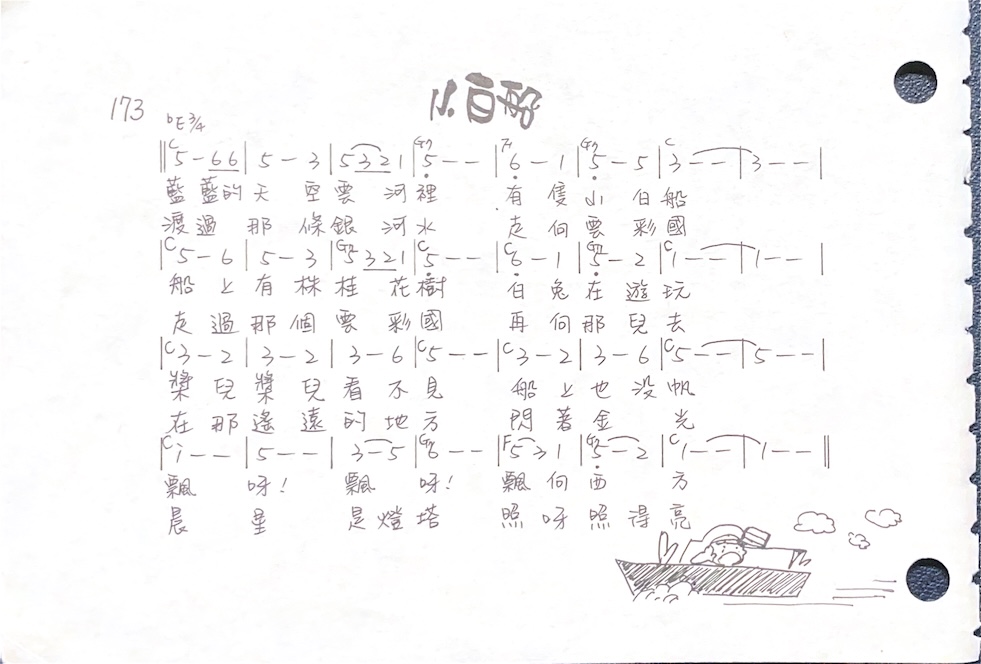 小白船
173 bE 3/4
‖C 5 - 6 6 | 5 - 3 | 5 3 2 1 | G7 5 - - | F 6 - 1 | G7 5 - 5 | C 3 - - | 3 - - |
藍藍的天 空雲 河裡 有隻小白船
渡過那條銀河水 走向雲彩國
|C 5 - 6 | 5 - 3 |G7 5 3 2 1 |C 5 - - |C 6 - 1 |G7 5 - 2 |C 1 - - | 1 - - |
船上有株桂花樹 白兔在遊玩
走過那個雲彩國 再向那兒去
|C 3 - 2 | 3 - 2 | 3 - 6 |C 5 - - |C 3 - 2 | 3 - 6 |C 5 - - | 5 - - |
槳兒槳兒看不見 船上也沒帆
在那遙遠的地方 閃著金 光
|C i - - | 5 - - | 3 - 5 | 6 - - |F 5 3 1 |G7 5 - 2 |C 1 - - | 1 - - ‖
飄 呀! 飄 呀! 飄向西 方
晨 星 是燈塔 照呀照得亮